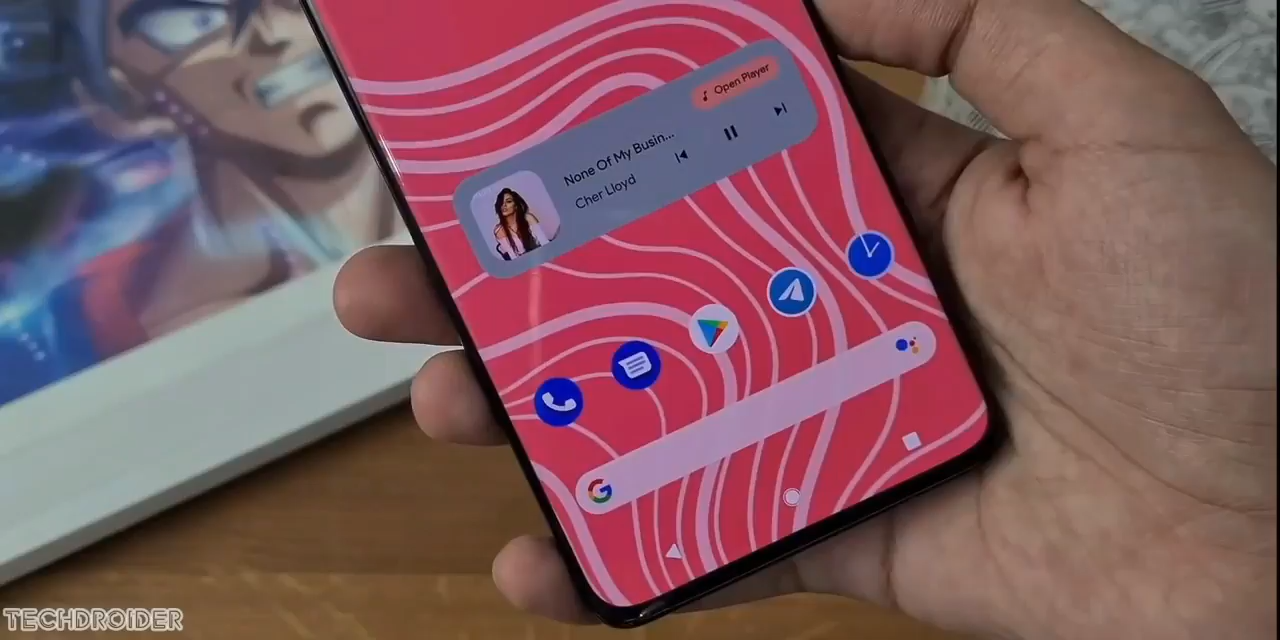 Open Player
None Of My Busin...
Cher Lloyd
G
TECHDROIDER